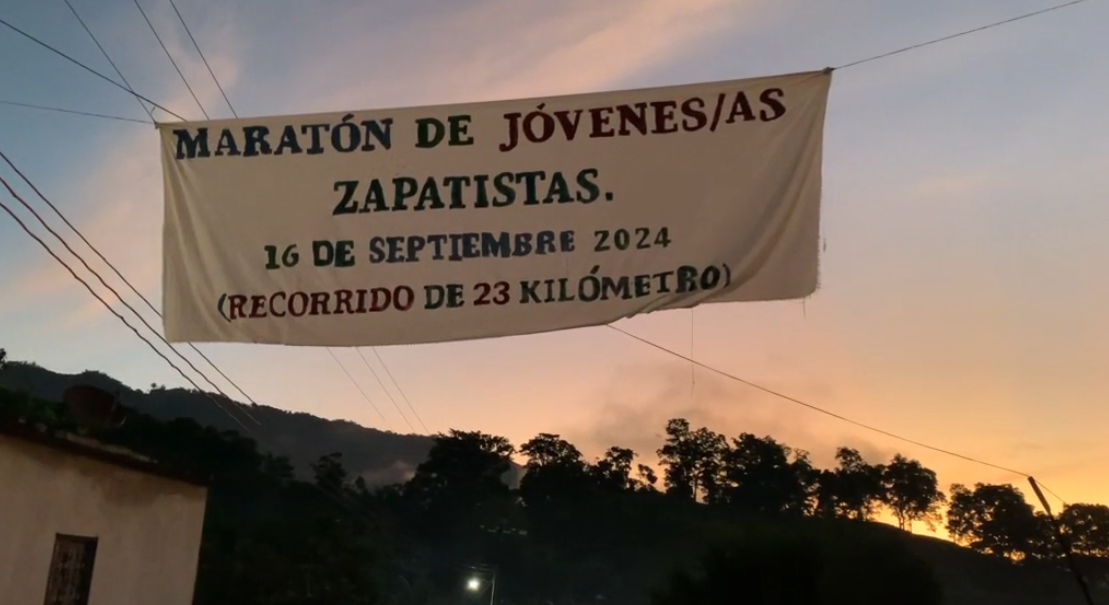 MARATÓN DE JÓVENES/AS
ZAPATISTAS.
16 DE SEPTIEMBRE 2024
(RECORRIDO DE 23 KILÓMETRO)